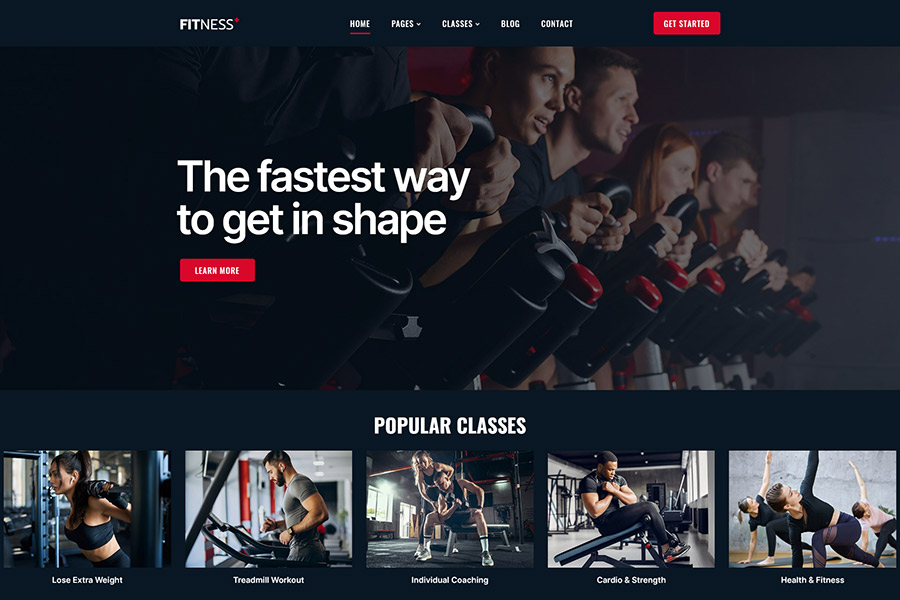 FITNESS+
HOME
PAGES
CLASSES
BLOG
CONTACT
GET STARTED
The fastest way
to get in shape
LEARN MORE
POPULAR CLASSES
Lose Extra Weight
Treadmill Workout
Individual Coaching
Cardio & Strength
Health & Fitness